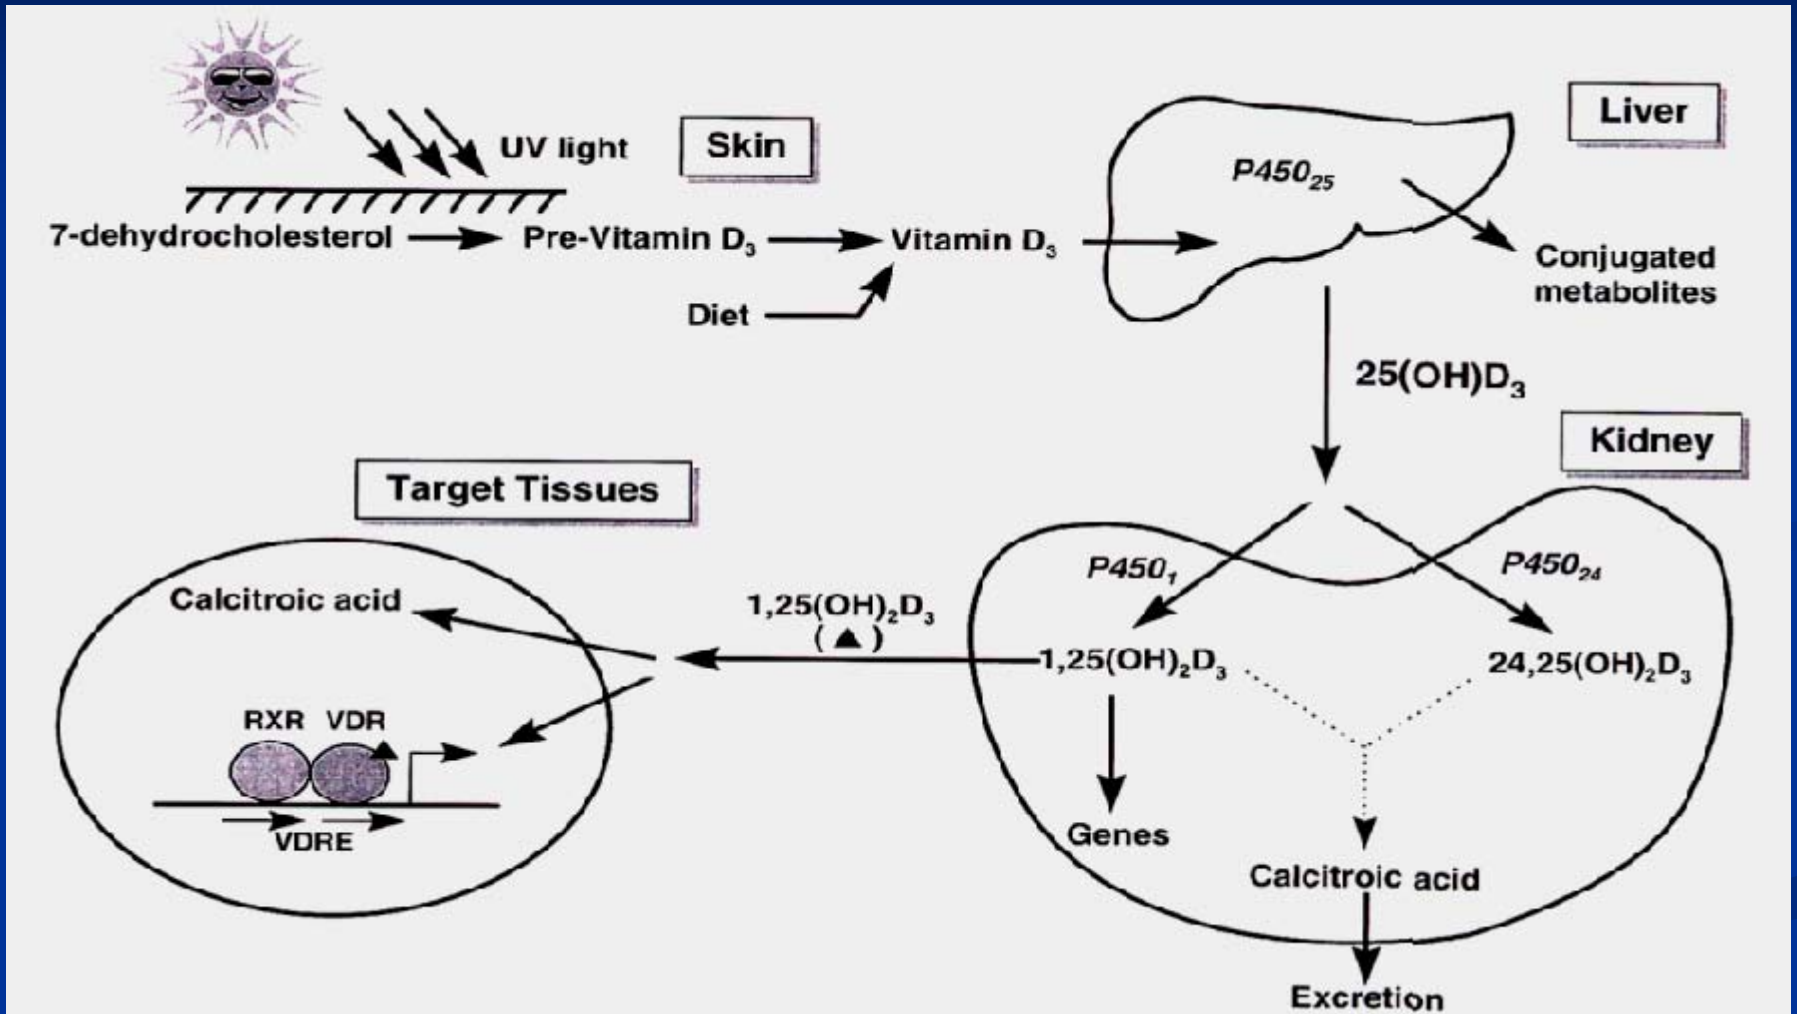 UV light
Skin
7-dehydrocholesterol
Pre-Vitamin D₃
Vitamin D₃
Diet
Liver
P450₂₅
Conjugated
metabolites
25(OH)D₃
Kidney
P450₁
P450₂₄
1,25(OH)₂D₃
24,25(OH)₂D₃
Genes
Calcitroic acid
Excretion
1,25(OH)₂D₃
(▲)
Target Tissues
Calcitroic acid
RXR VDR
VDRE